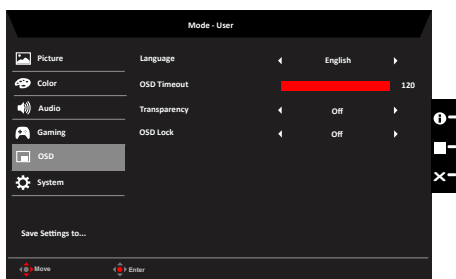 Mode - User
Picture
Language English
Color
OSD Timeout 120
Audio
Transparency Off
Gaming
OSD Lock Off
OSD
System
Save Settings to...
Move Enter